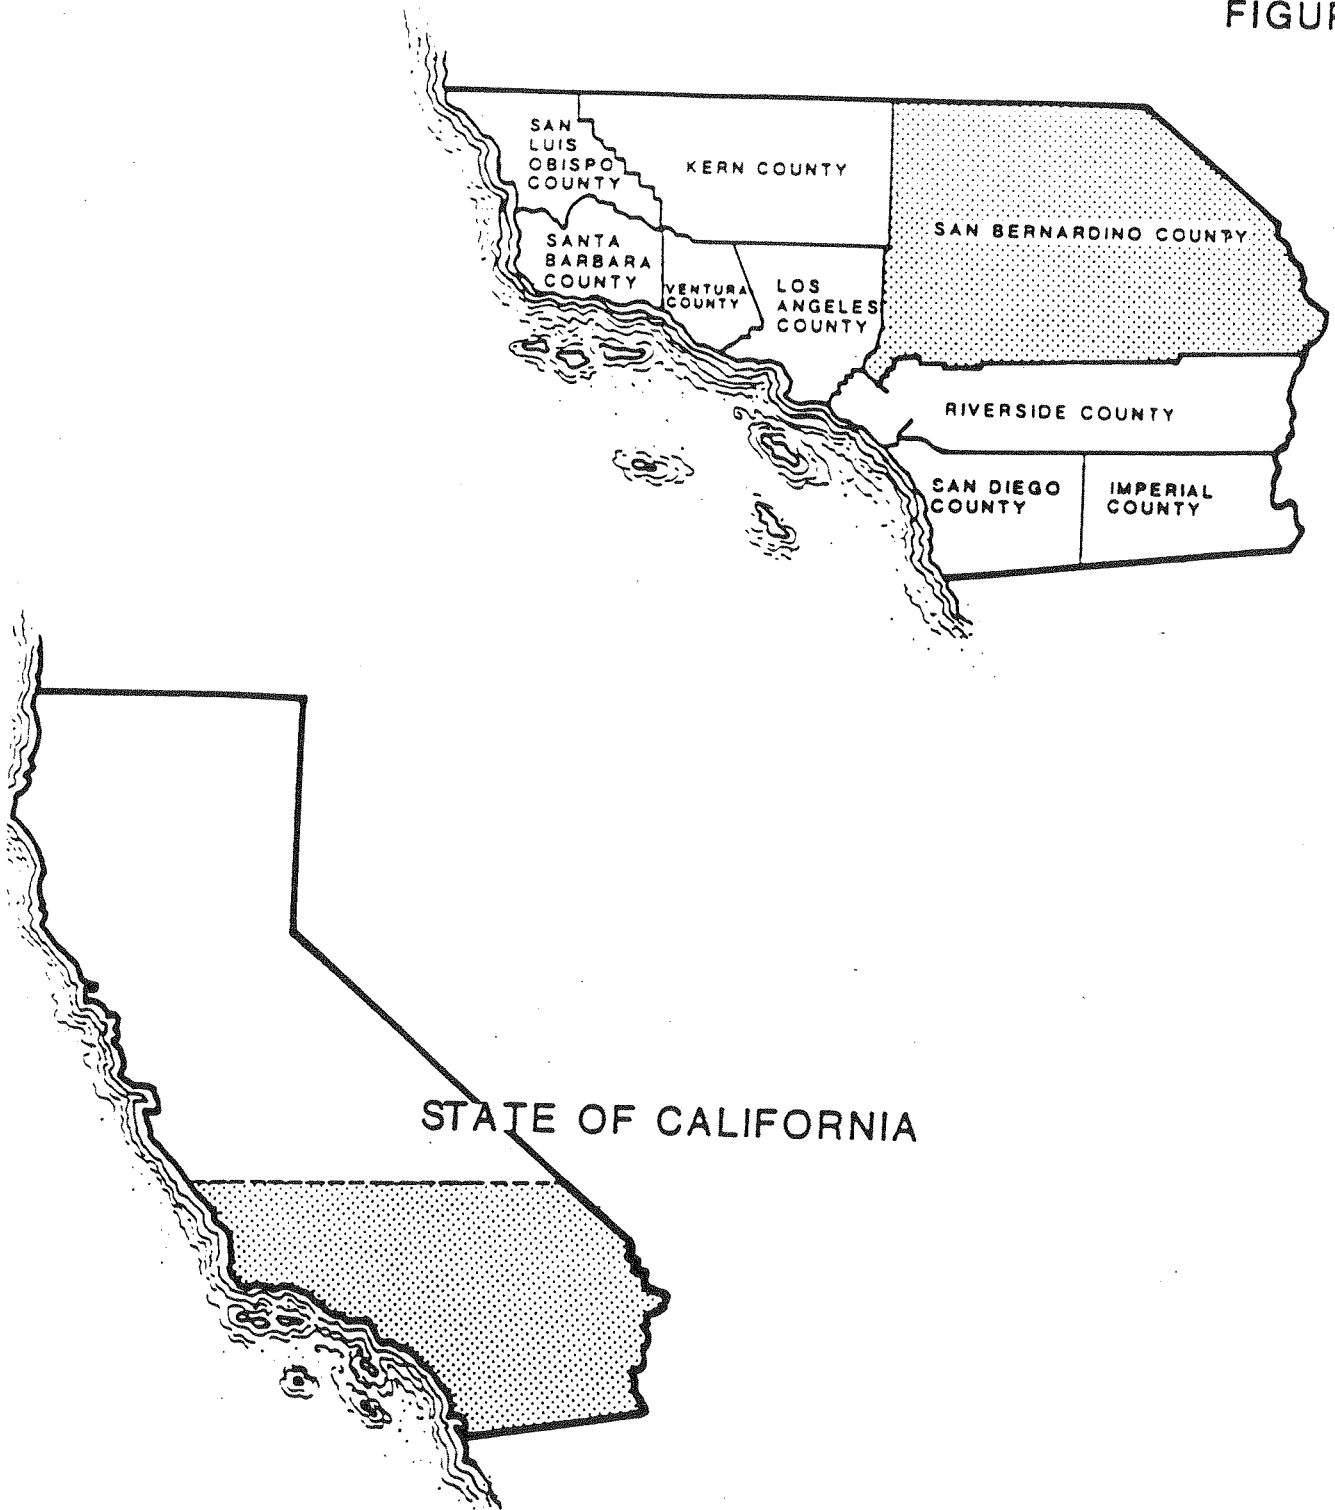 SAN
LUIS
OBISPO
COUNTY
KERN COUNTY
SAN BERNARDINO COUNTY
SANTA
BARBARA
COUNTY
VENTURA
COUNTY
LOS
ANGELES
COUNTY
RIVERSIDE COUNTY
SAN DIEGO
COUNTY
IMPERIAL
COUNTY
STATE OF CALIFORNIA